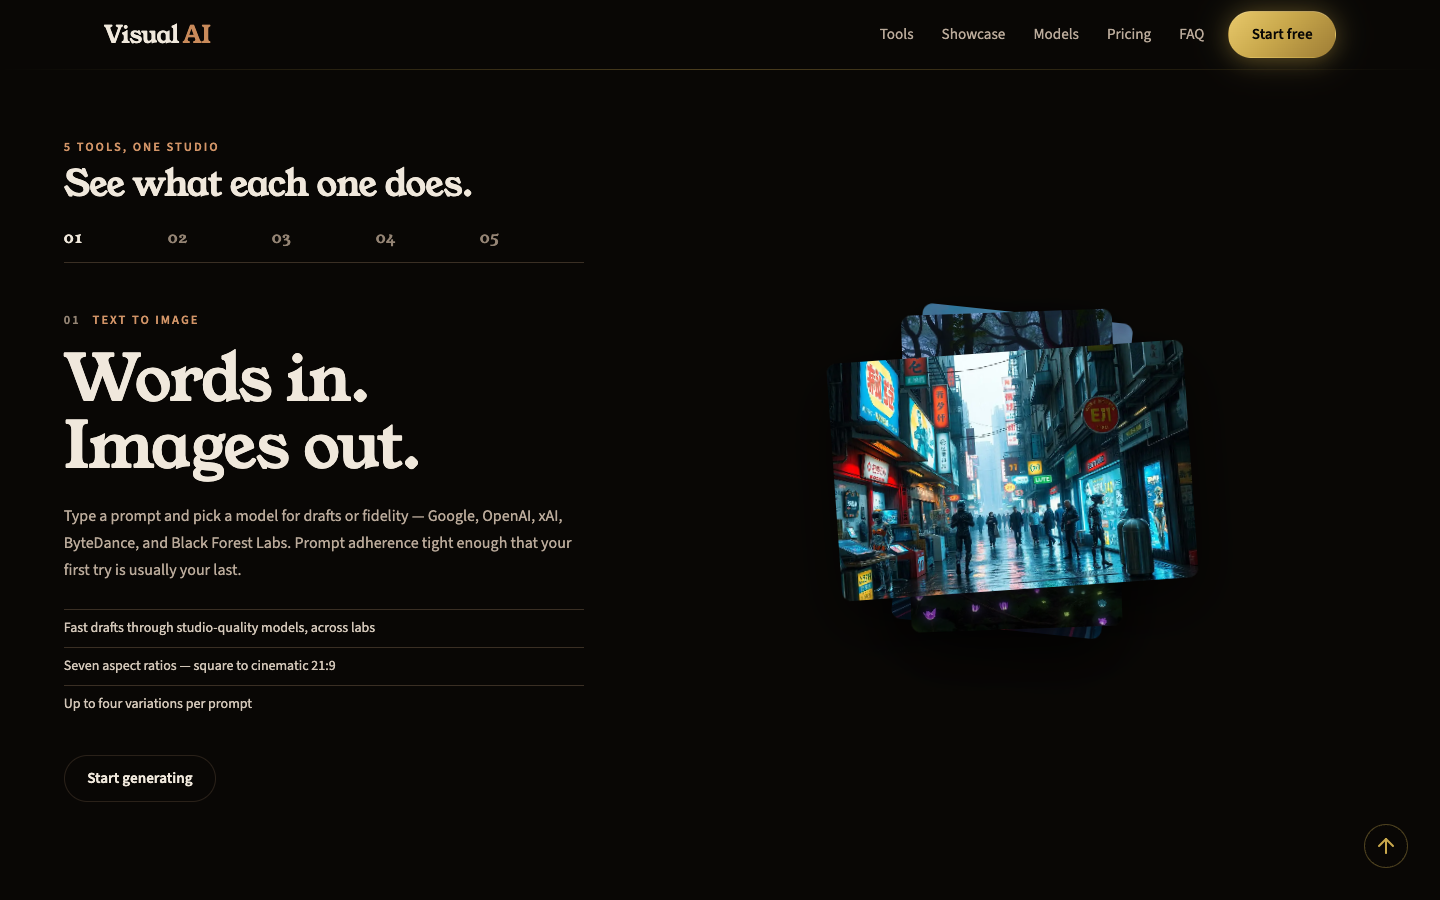 Visual AI
Tools
Showcase
Models
Pricing
FAQ
Start free
5 TOOLS, ONE STUDIO
See what each one does.
01
02
03
04
05
01 TEXT TO IMAGE
Words in.
Images out.
Type a prompt and pick a model for drafts or fidelity — Google, OpenAI, xAI,
ByteDance, and Black Forest Labs. Prompt adherence tight enough that your
first try is usually your last.
Fast drafts through studio-quality models, across labs
Seven aspect ratios — square to cinematic 21:9
Up to four variations per prompt
Start generating